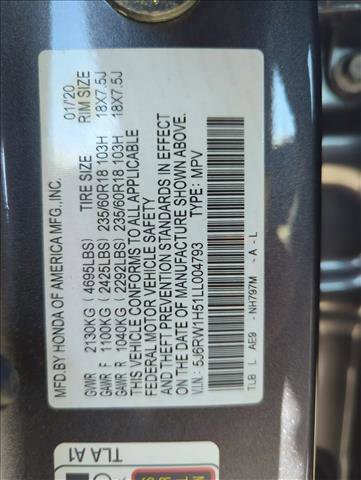 MFD.BY HONDA OF AMERICA MFG.,INC. 01/20
TIRE SIZE RIM SIZE
GVWR 2130KG ( 4695LBS)
GAWR F 1100KG ( 2425LBS) 235/60R18 103H 18X7.5J
GAWR R 1040KG ( 2292LBS) 235/60R18 103H 18X7.5J
THIS VEHICLE CONFORMS TO ALL APPLICABLE
FEDERAL MOTOR VEHICLE SAFETY
AND THEFT PREVENTION STANDARDS IN EFFECT
ON THE DATE OF MANUFACTURE SHOWN ABOVE.
V.I.N.: 5J6RW1H51LL004793 TYPE: MPV
TLB L AE9 - NH797M - A - L
TLA A1